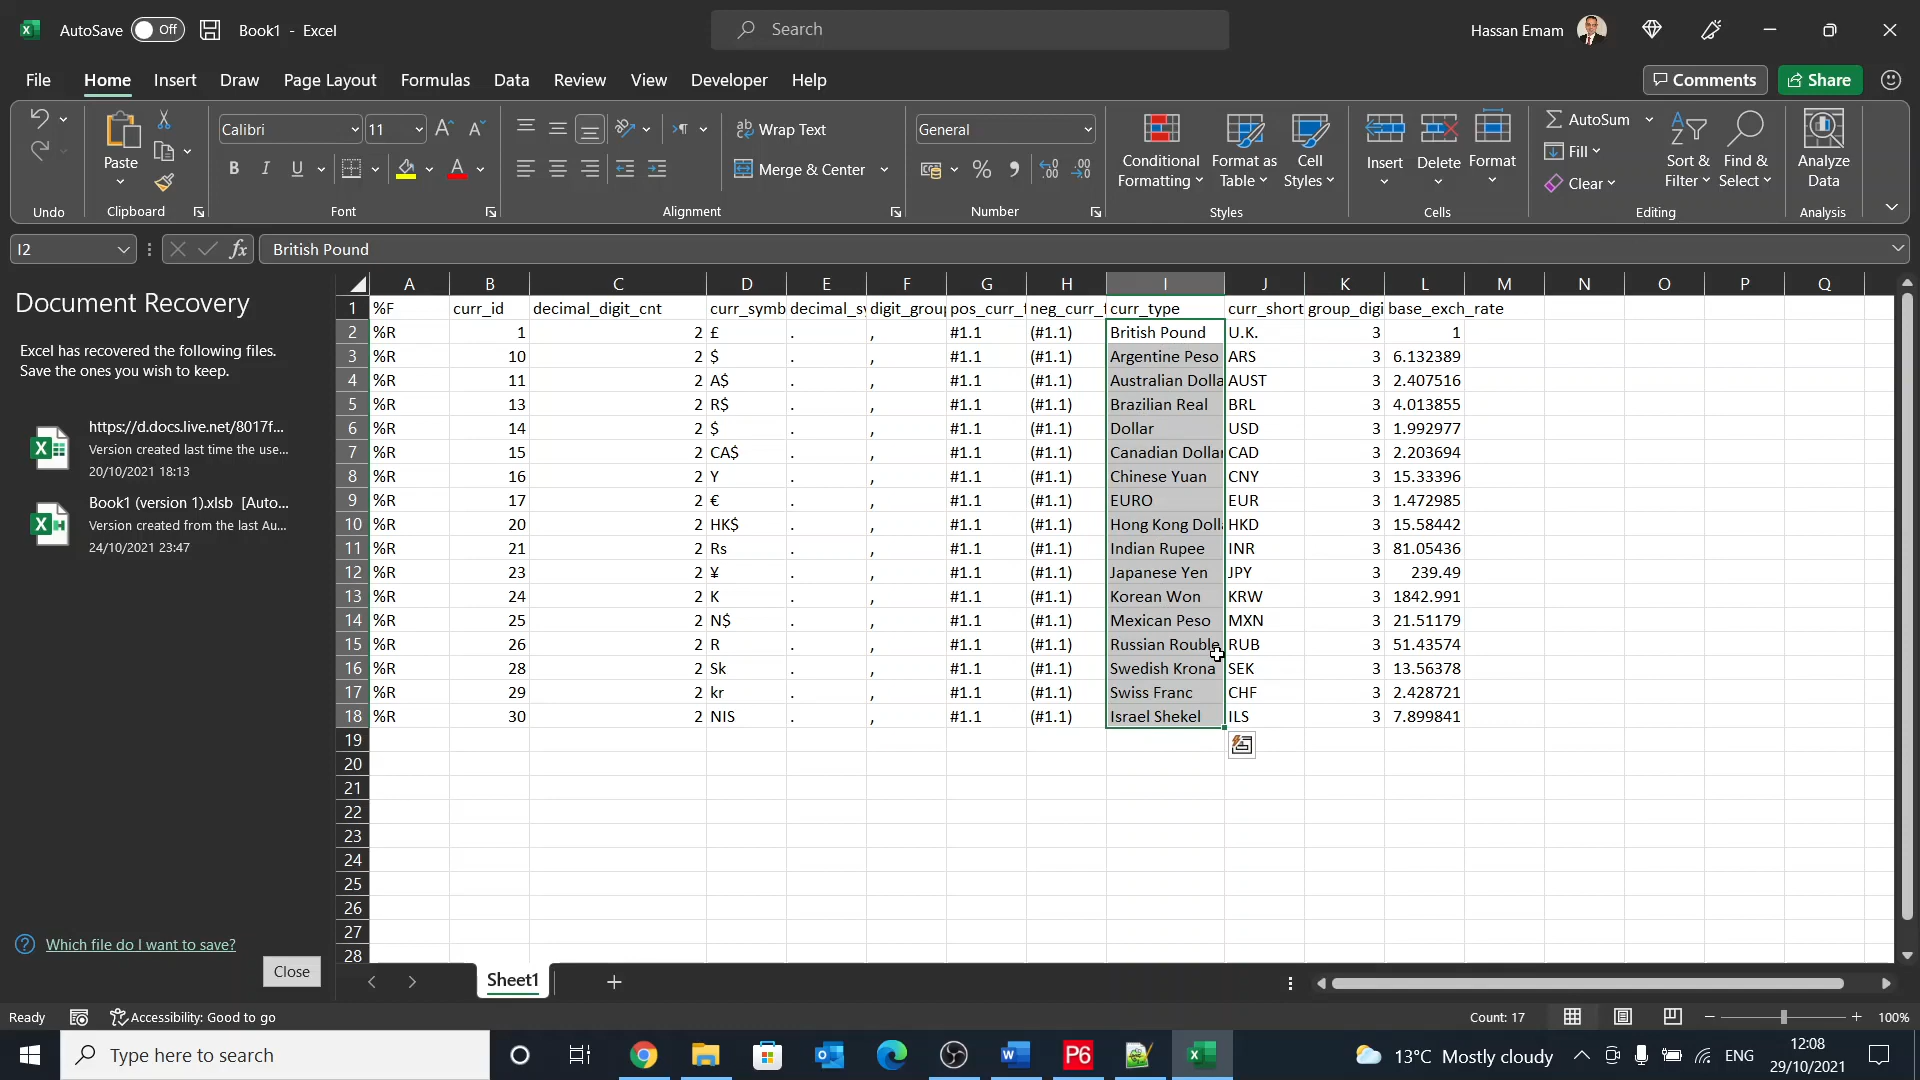 AutoSave Off Book1 - Excel Search Hassan Emam
File Home Insert Draw Page Layout Formulas Data Review View Developer Help Comments Share
Calibri 11 Wrap Text General AutoSum
Paste Merge & Center Conditional Formatting Format as Table Cell Styles Insert Delete Format Fill Clear Sort & Filter Find & Select Analyze Data
Undo Clipboard Font Alignment Number Styles Cells Editing Analysis
I2 fx British Pound
Document Recovery
Excel has recovered the following files.
Save the ones you wish to keep.
https://d.docs.live.net/8017f...
Version created last time the use...
20/10/2021 18:13
Book1 (version 1).xlsb [Auto...
Version created from the last Au...
24/10/2021 23:47
Which file do I want to save?
Close
A B C D E F G H I J K L M N O P Q
1 %F curr_id decimal_digit_cnt curr_symb decimal_sy digit_group pos_curr_f neg_curr_f curr_type curr_short group_digi base_exch_rate
2 %R 1 2 £ . , #1.1 (#1.1) British Pound U.K. 3 1
3 %R 10 2 $ . , #1.1 (#1.1) Argentine Peso ARS 3 6.132389
4 %R 11 2 A$ . , #1.1 (#1.1) Australian Dolla AUST 3 2.407516
5 %R 13 2 R$ . , #1.1 (#1.1) Brazilian Real BRL 3 4.013855
6 %R 14 2 $ . , #1.1 (#1.1) Dollar USD 3 1.992977
7 %R 15 2 CA$ . , #1.1 (#1.1) Canadian Dollar CAD 3 2.203694
8 %R 16 2 Y . , #1.1 (#1.1) Chinese Yuan CNY 3 15.33396
9 %R 17 2 € . , #1.1 (#1.1) EURO EUR 3 1.472985
10 %R 20 2 HK$ . , #1.1 (#1.1) Hong Kong Doll HKD 3 15.58442
11 %R 21 2 Rs . , #1.1 (#1.1) Indian Rupee INR 3 81.05436
12 %R 23 2 ¥ . , #1.1 (#1.1) Japanese Yen JPY 3 239.49
13 %R 24 2 K . , #1.1 (#1.1) Korean Won KRW 3 1842.991
14 %R 25 2 N$ . , #1.1 (#1.1) Mexican Peso MXN 3 21.51179
15 %R 26 2 R . , #1.1 (#1.1) Russian Rouble RUB 3 51.43574
16 %R 28 2 Sk . , #1.1 (#1.1) Swedish Krona SEK 3 13.56378
17 %R 29 2 kr . , #1.1 (#1.1) Swiss Franc CHF 3 2.428721
18 %R 30 2 NIS . , #1.1 (#1.1) Israel Shekel ILS 3 7.899841
19
20
21
22
23
24
25
26
27
28
Sheet1
Ready Accessibility: Good to go Count: 17 100%
Type here to search P6 13°C Mostly cloudy ENG 12:08
29/10/2021